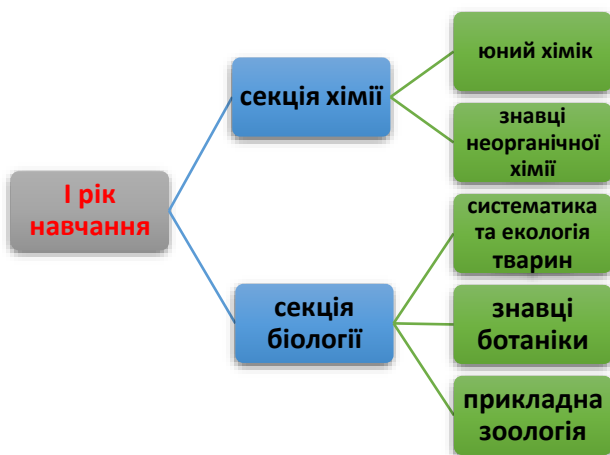 І рік
навчання
секція хімії
юний хімік
знавці
неорганічної
хімії
секція
біології
систематика
та екологія
тварин
знавці
ботаніки
прикладна
зоологія